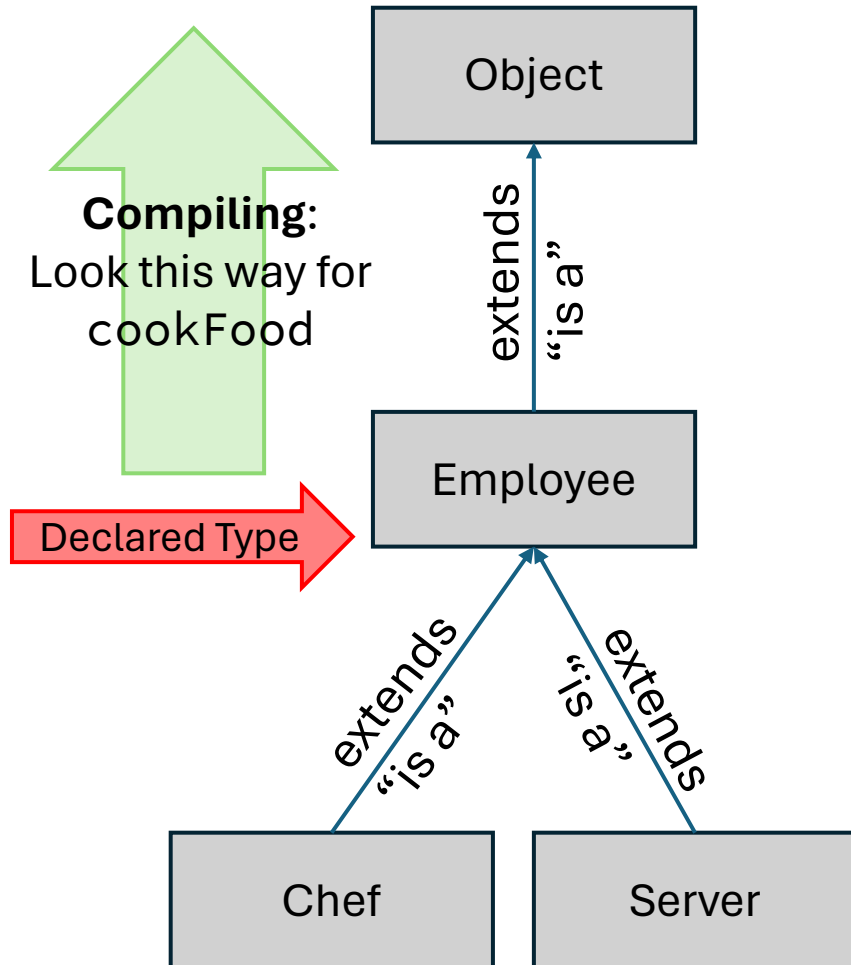 Object
Compiling:
Look this way for
cookFood
extends
“is a”
Employee
Declared Type
extends
“is a”
extends
“is a”
Chef
Server